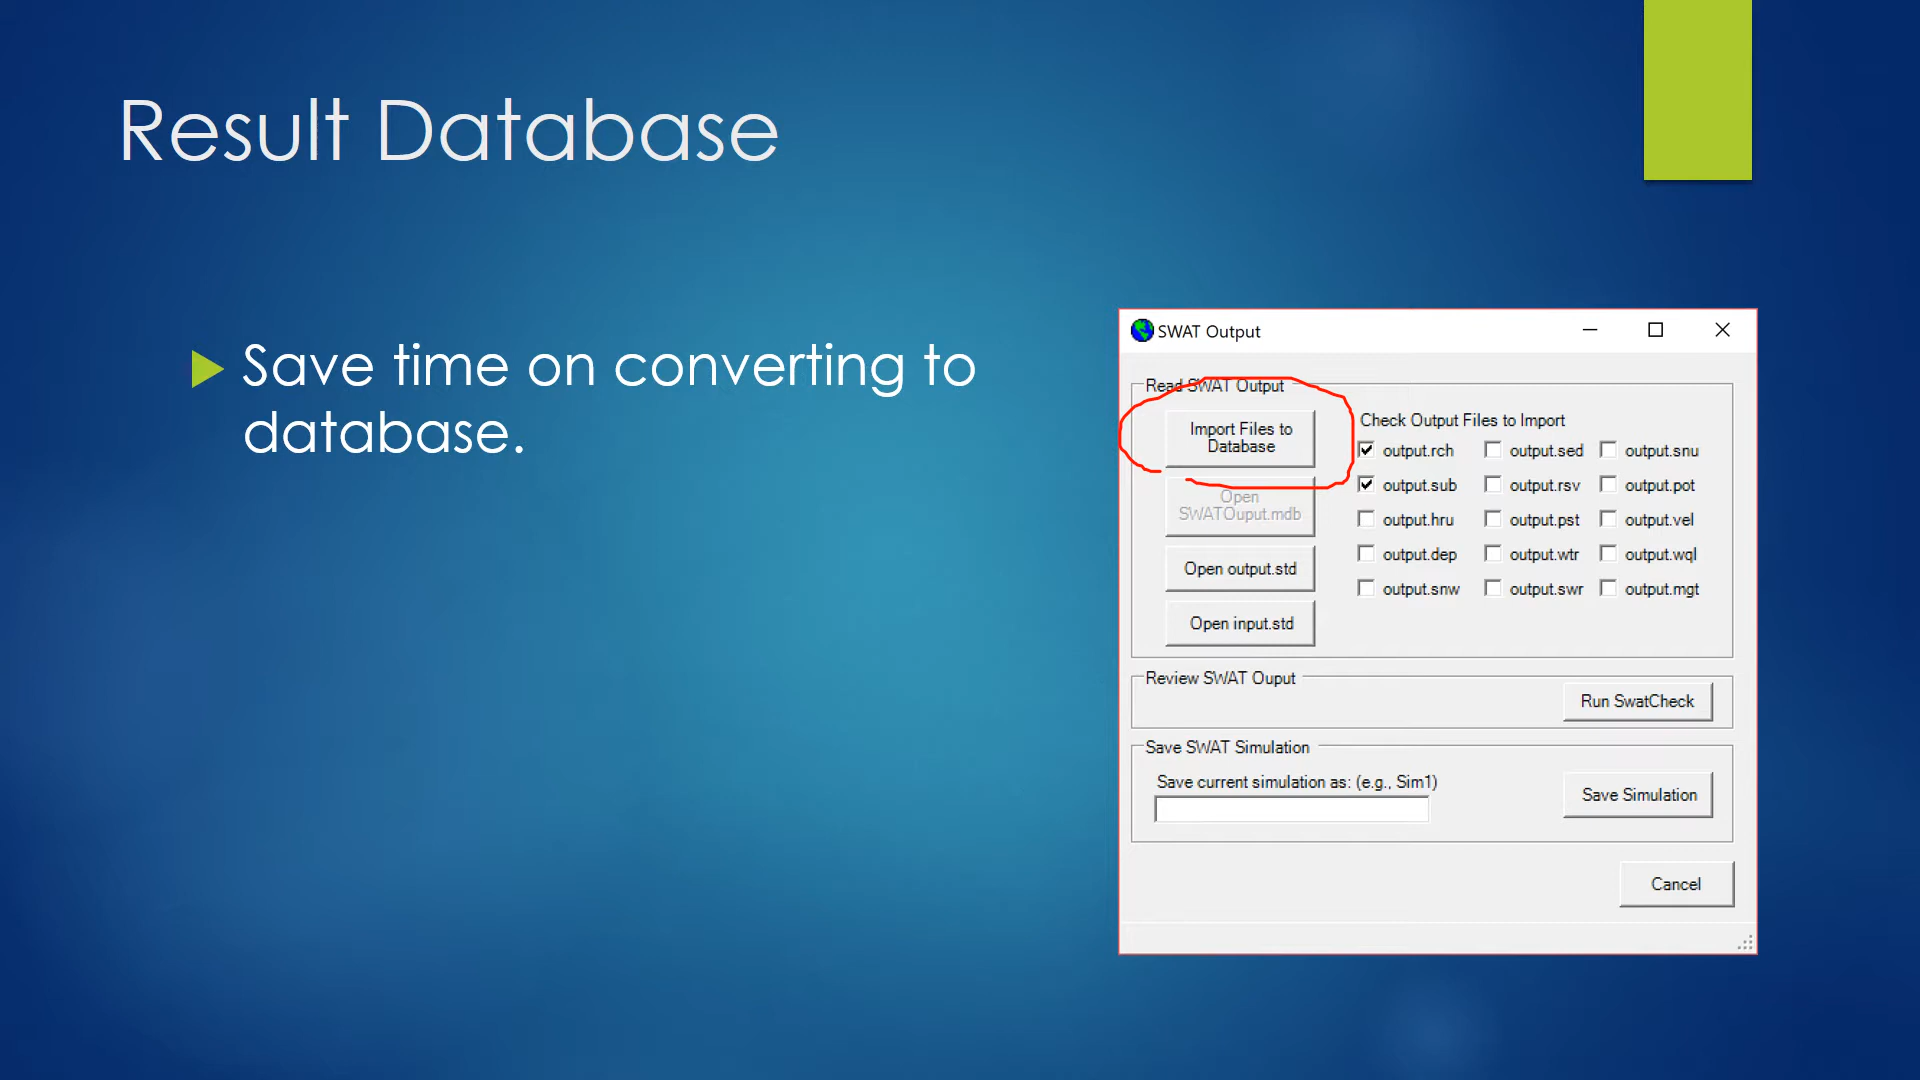 Result Database
Save time on converting to
database.
SWAT Output
Read SWAT Output
Import Files to
Database
Open
SWATOuput.mdb
Open output.std
Open input.std
Check Output Files to Import
output.rch output.sed output.snu
output.sub output.rsv output.pot
output.hru output.pst output.vel
output.dep output.wtr output.wql
output.snw output.swr output.mgt
Review SWAT Ouput
Run SwatCheck
Save SWAT Simulation
Save current simulation as: (e.g., Sim1)
Save Simulation
Cancel